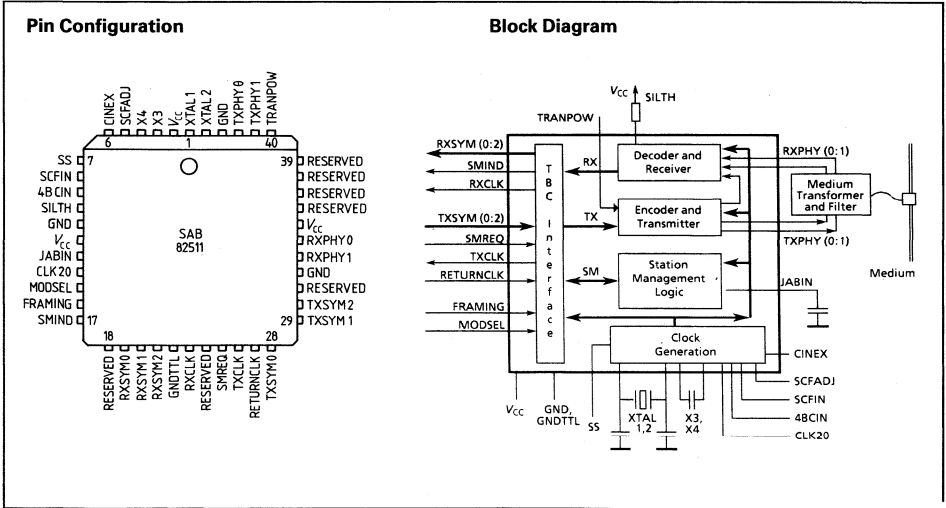 Pin Configuration
Block Diagram
CINEX
SCFADJ
X4
X3
VCC
XTAL1
XTAL2
GND
TXPHY0
TXPHY1
TRANPOW
6
1
40
SS 7
SCFIN
4B CIN
SILTH
GND
VCC
JABIN
CLK20
MODSEL
FRAMING
SMIND 17
SAB
82511
39 RESERVED
RESERVED
RESERVED
RESERVED
VCC
RXPHY0
RXPHY1
GND
RESERVED
TXSYM2
29 TXSYM1
18
28
RESERVED
RXSYM0
RXSYM1
RXSYM2
GNDTTL
RXCLK
RESERVED
SMREQ
TXCLK
RETURNCLK
TXSYM0
VCC
SILTH
TRANPOW
RXSYM (0:2)
SMIND
RXCLK
TXSYM (0:2)
SMREQ
TXCLK
RETURNCLK
FRAMING
MODSEL
TBC Interface
RX
TX
SM
Decoder and
Receiver
Encoder and
Transmitter
Station
Management
Logic
Clock
Generation
RXPHY (0:1)
Medium
Transformer
and Filter
TXPHY (0:1)
Medium
JABIN
CINEX
SCFADJ
SCFIN
4BCIN
CLK20
VCC
GND,
GNDTTL
SS
XTAL
1,2
X3,
X4